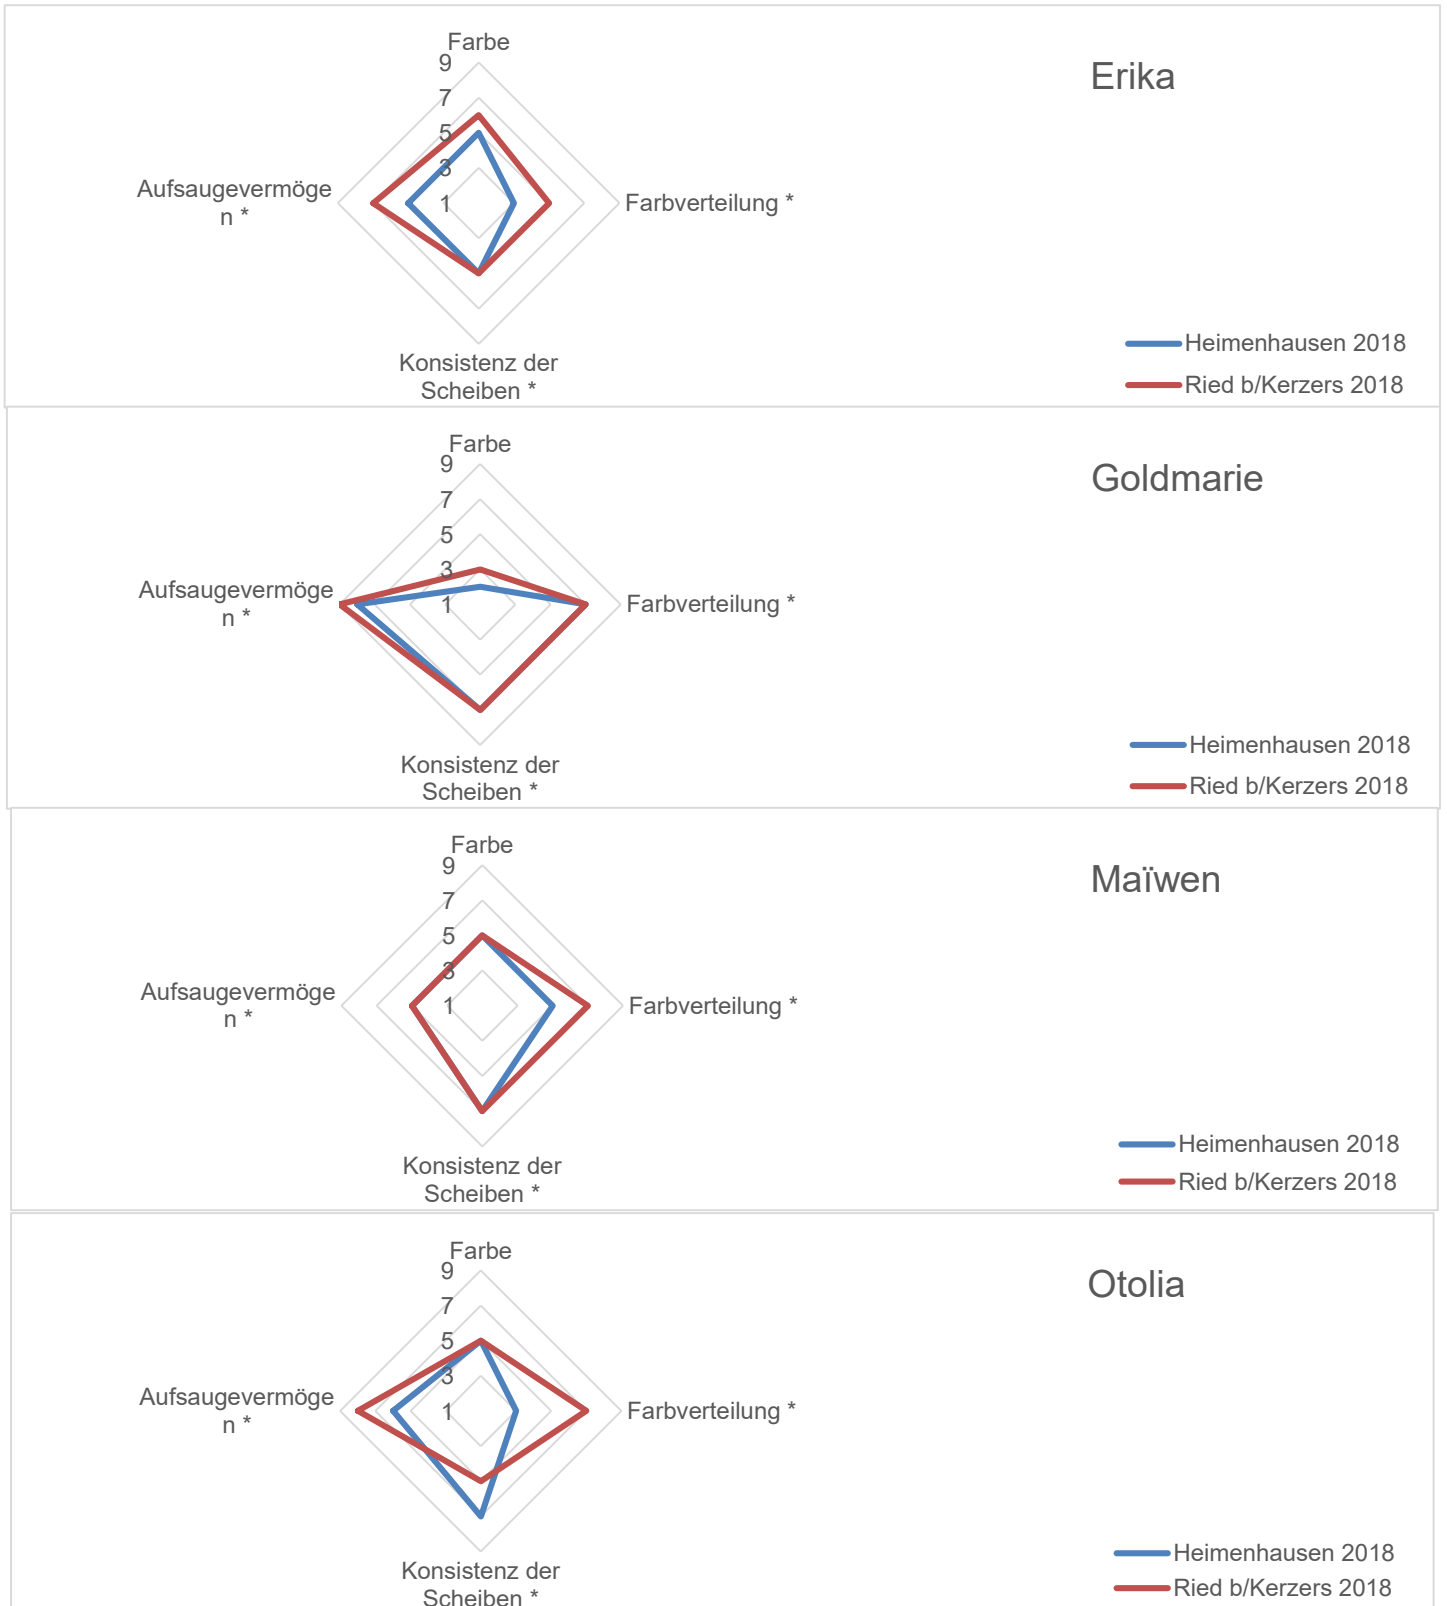 Farbe
9
7
5
3
1
Erika
Aufsaugevermöge
n *
Farbverteilung *
Konsistenz der
Scheiben *
Heimenhausen 2018
Ried b/Kerzers 2018
Farbe
9
7
5
3
1
Goldmarie
Aufsaugevermöge
n *
Farbverteilung *
Konsistenz der
Scheiben *
Heimenhausen 2018
Ried b/Kerzers 2018
Farbe
9
7
5
3
1
Maïwen
Aufsaugevermöge
n *
Farbverteilung *
Konsistenz der
Scheiben *
Heimenhausen 2018
Ried b/Kerzers 2018
Farbe
9
7
5
3
1
Otolia
Aufsaugevermöge
n *
Farbverteilung *
Konsistenz der
Scheiben *
Heimenhausen 2018
Ried b/Kerzers 2018